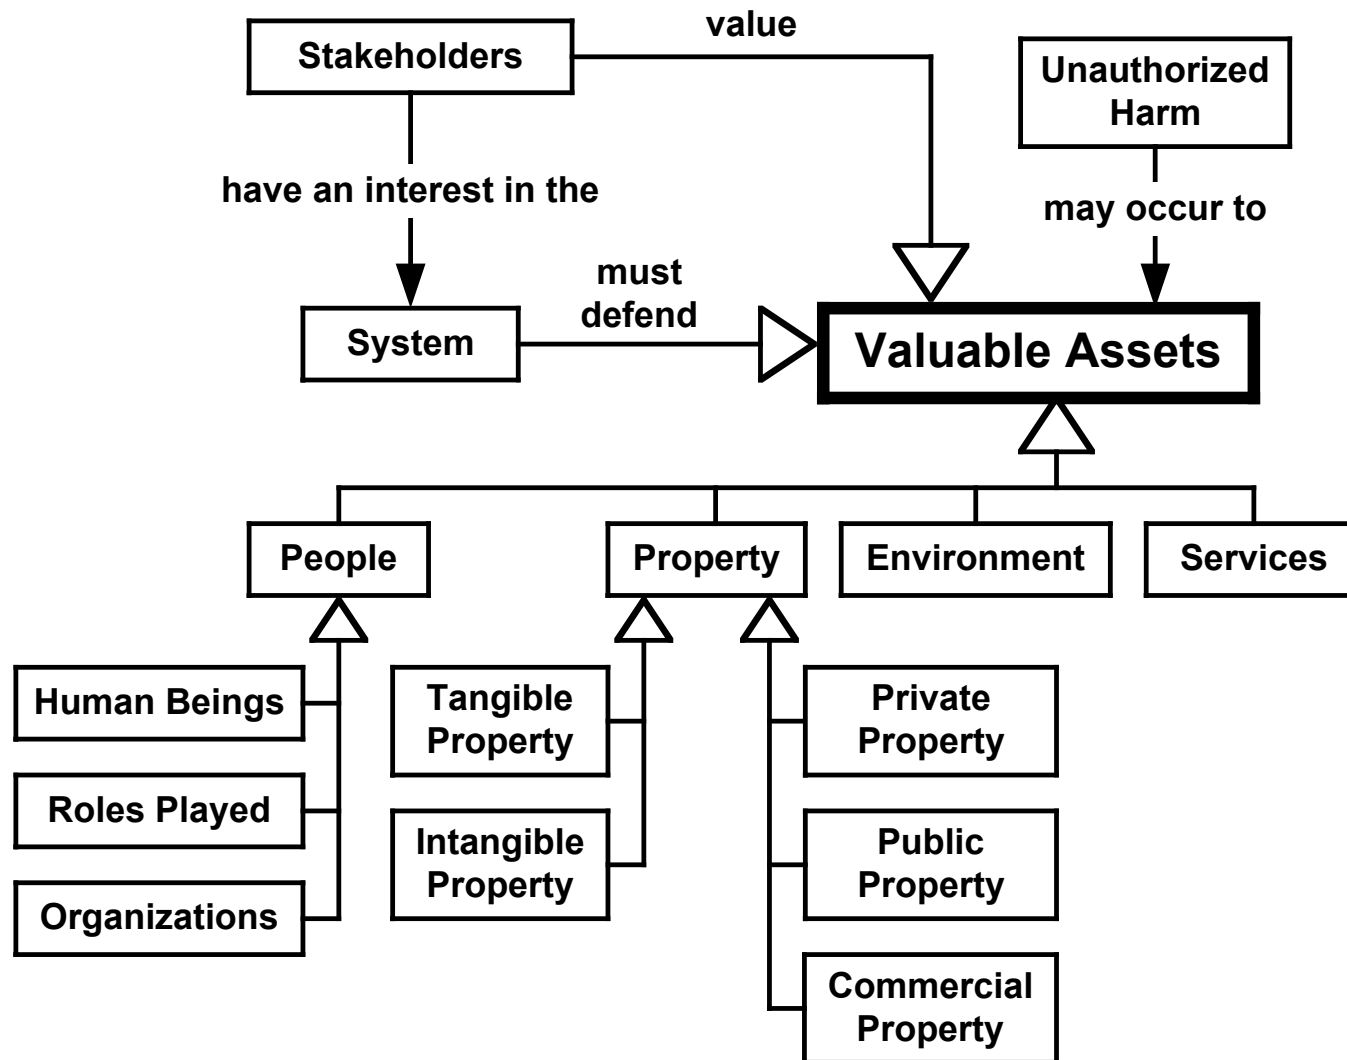 value
Stakeholders
Unauthorized
Harm
have an interest in the
may occur to
must
defend
System
Valuable Assets
People
Property
Environment
Services
Human Beings
Tangible
Property
Private
Property
Roles Played
Intangible
Property
Public
Property
Organizations
Commercial
Property